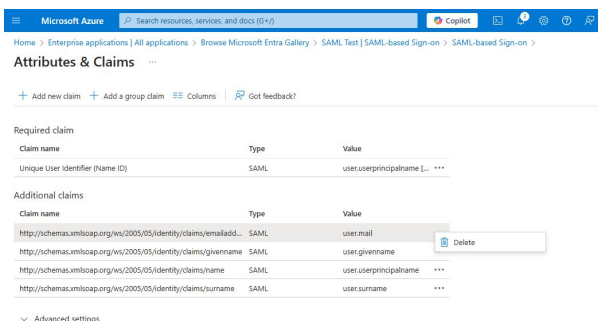 Microsoft Azure
Search resources, services, and docs (G+/)
Copilot
Home > Enterprise applications | All applications > Browse Microsoft Entra Gallery > SAML Test | SAML-based Sign-on > SAML-based Sign-on >
Attributes & Claims ...
+ Add new claim + Add a group claim Columns | Got feedback?
Required claim
Claim name Type Value
Unique User Identifier (Name ID) SAML user.userprincipalname [... •••
Additional claims
Claim name Type Value
http://schemas.xmlsoap.org/ws/2005/05/identity/claims/emailadd... SAML user.mail
Delete
http://schemas.xmlsoap.org/ws/2005/05/identity/claims/givenname SAML user.givenname
http://schemas.xmlsoap.org/ws/2005/05/identity/claims/name SAML user.userprincipalname •••
http://schemas.xmlsoap.org/ws/2005/05/identity/claims/surname SAML user.surname •••
Advanced settings